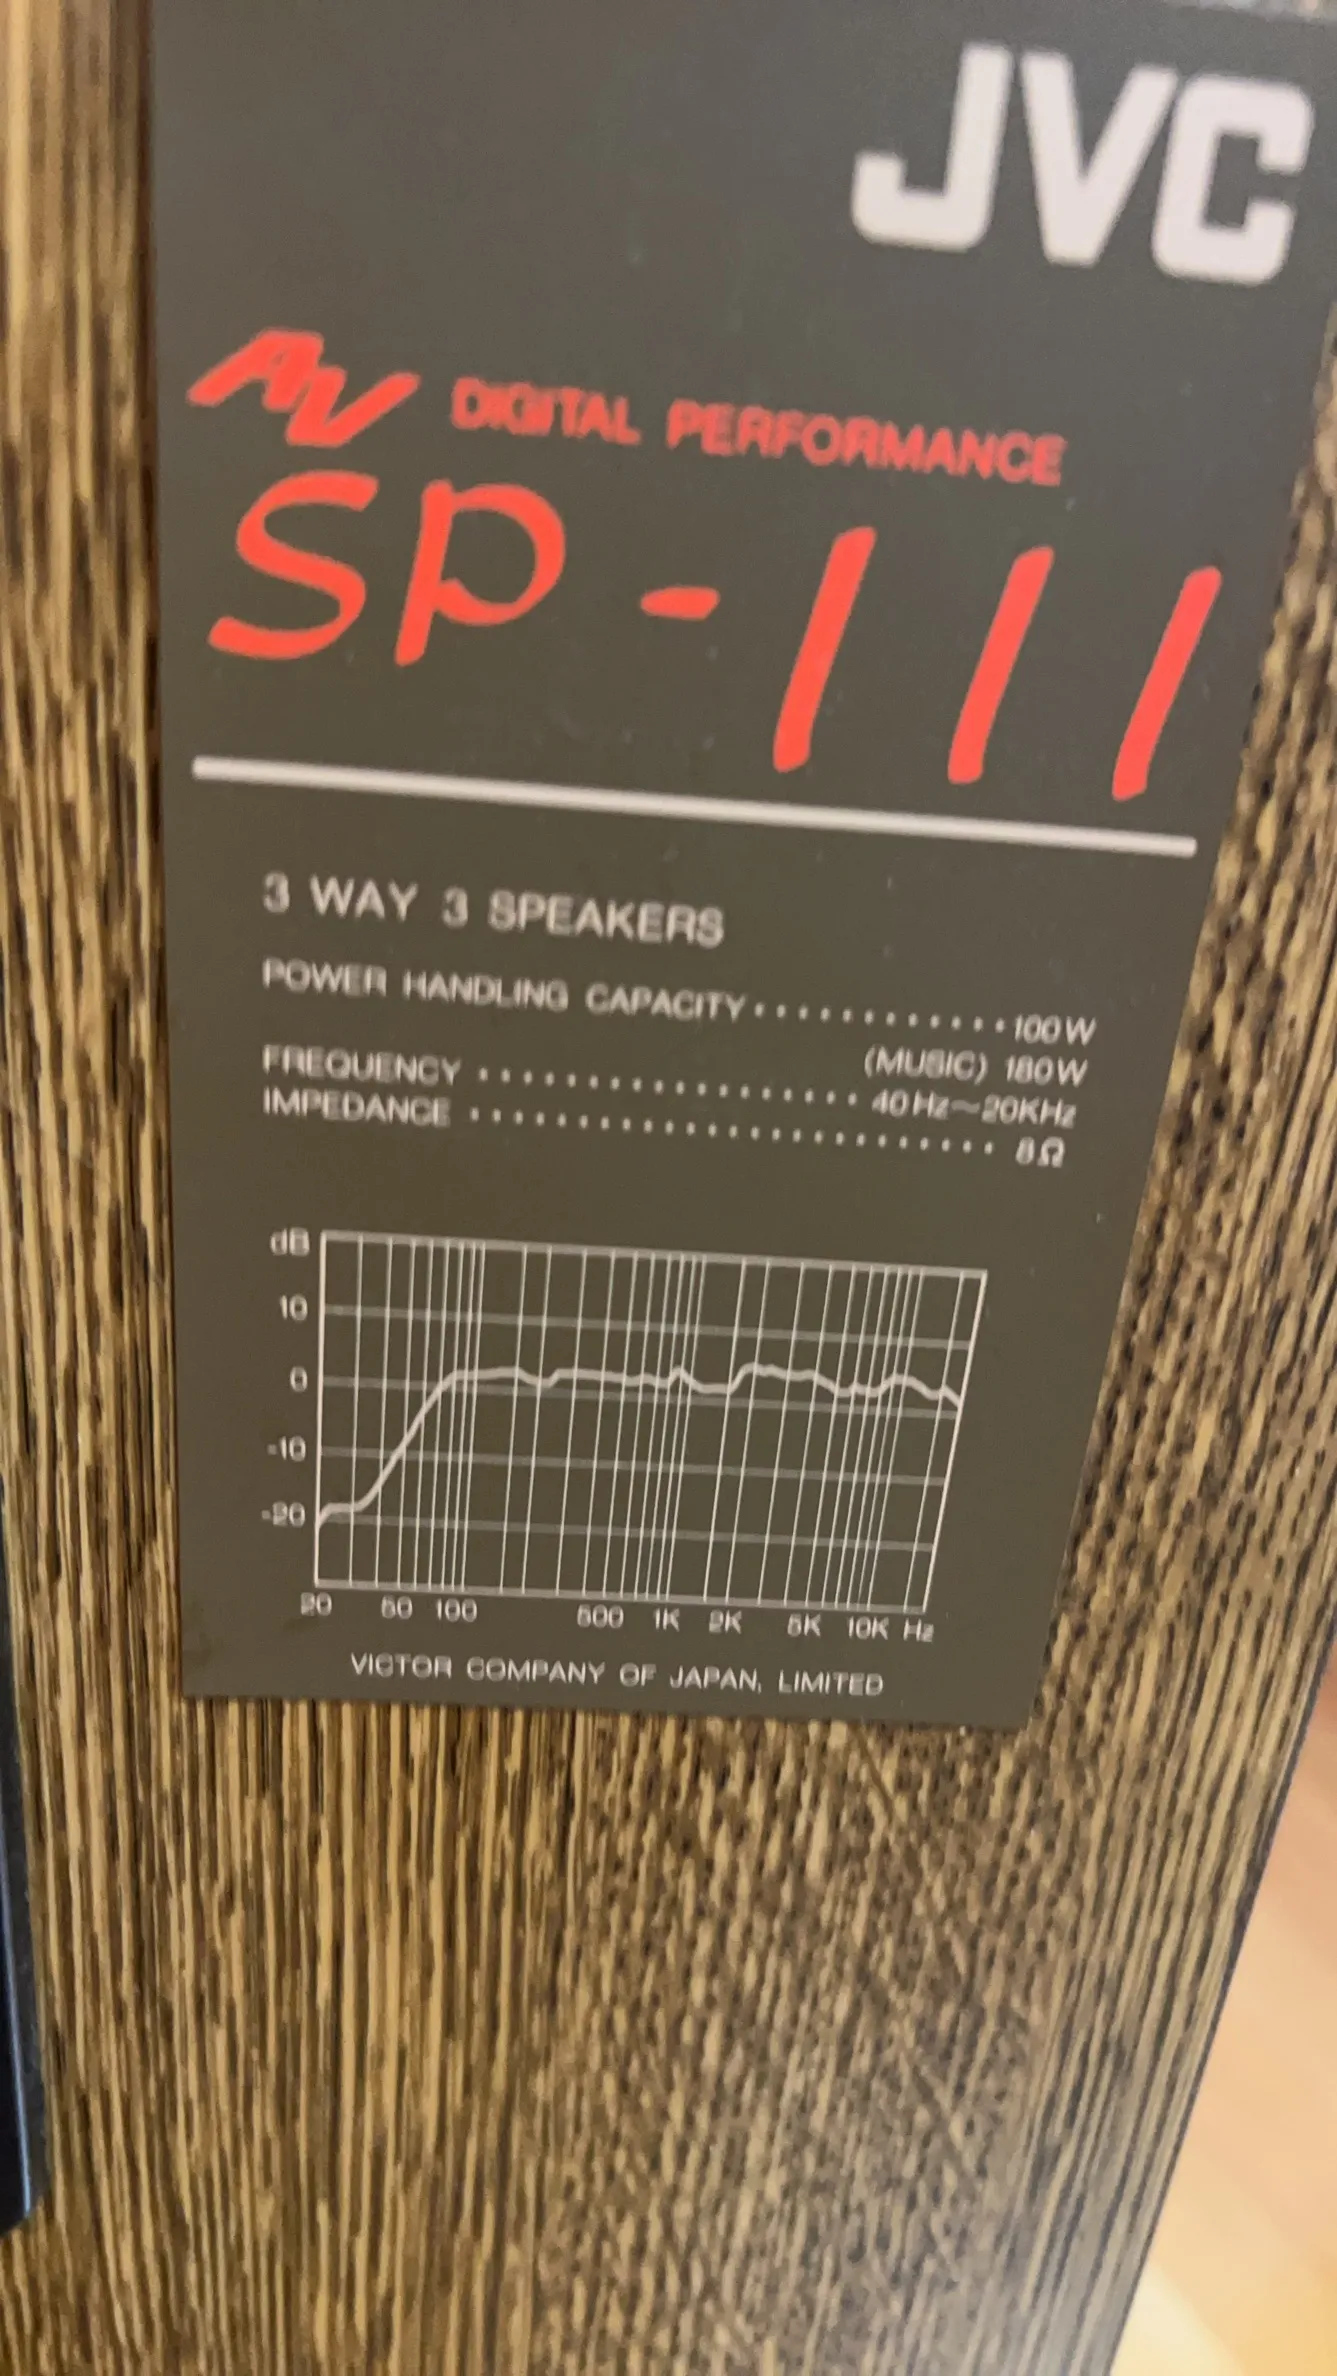 JVC
AV DIGITAL PERFORMANCE
SP-111
3 WAY 3 SPEAKERS
POWER HANDLING CAPACITY ············ 100W
(MUSIC) 180W
FREQUENCY ················· 40Hz~20KHz
IMPEDANCE ························ 8Ω
dB
10
0
-10
-20
20 50 100 500 1K 2K 5K 10K Hz
VICTOR COMPANY OF JAPAN, LIMITED